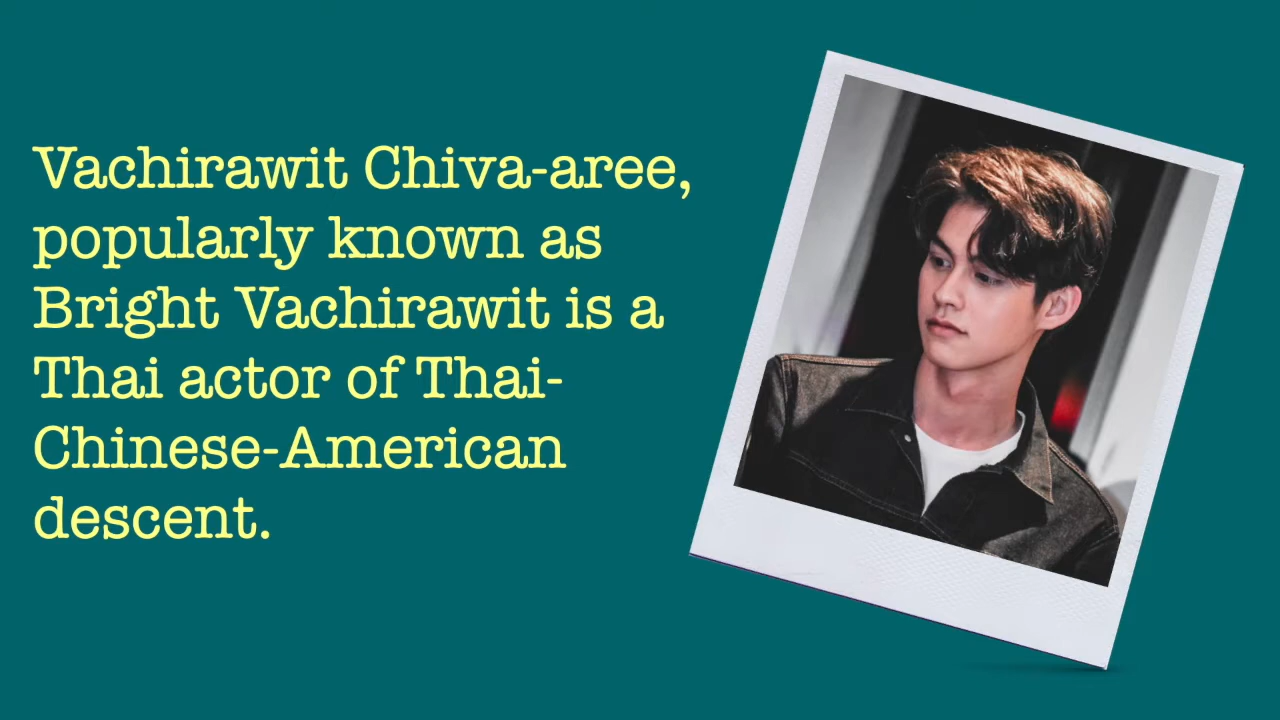 Vachirawit Chiva-aree,
popularly known as
Bright Vachirawit is a
Thai actor of Thai-
Chinese-American
descent.